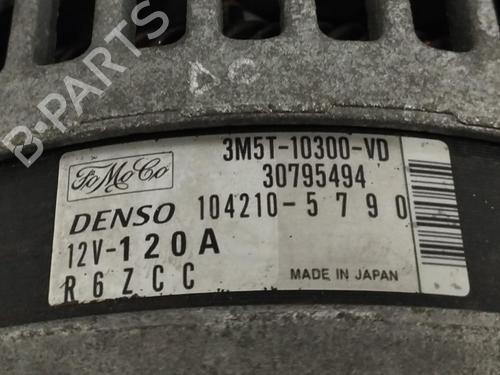 3M5T-10300-VD
FoMoCo
30795494
DENSO 104210-5790
12V-120A
MADE IN JAPAN
R6ZCC
B-PARTS